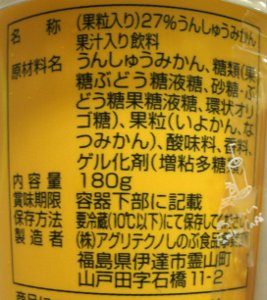 名 称 (果粒入り)27%うんしゅうみかん
果汁入り飲料
原材料名 うんしゅうみかん、糖類(果
糖ぶどう糖液糖、砂糖・ぶど
う糖果糖液糖、環状オリ
ゴ糖)、果粒(いよかん、な
つみかん)、酸味料、香料、
ゲル化剤(増粘多糖
内容量 180g
賞味期限 容器下部に記載
保存方法 要冷蔵(10℃以下)にて保存して
製造者 (株)アグリテクノしのぶ食品
福島県伊達市霊山町
山戸田字石橋11-2